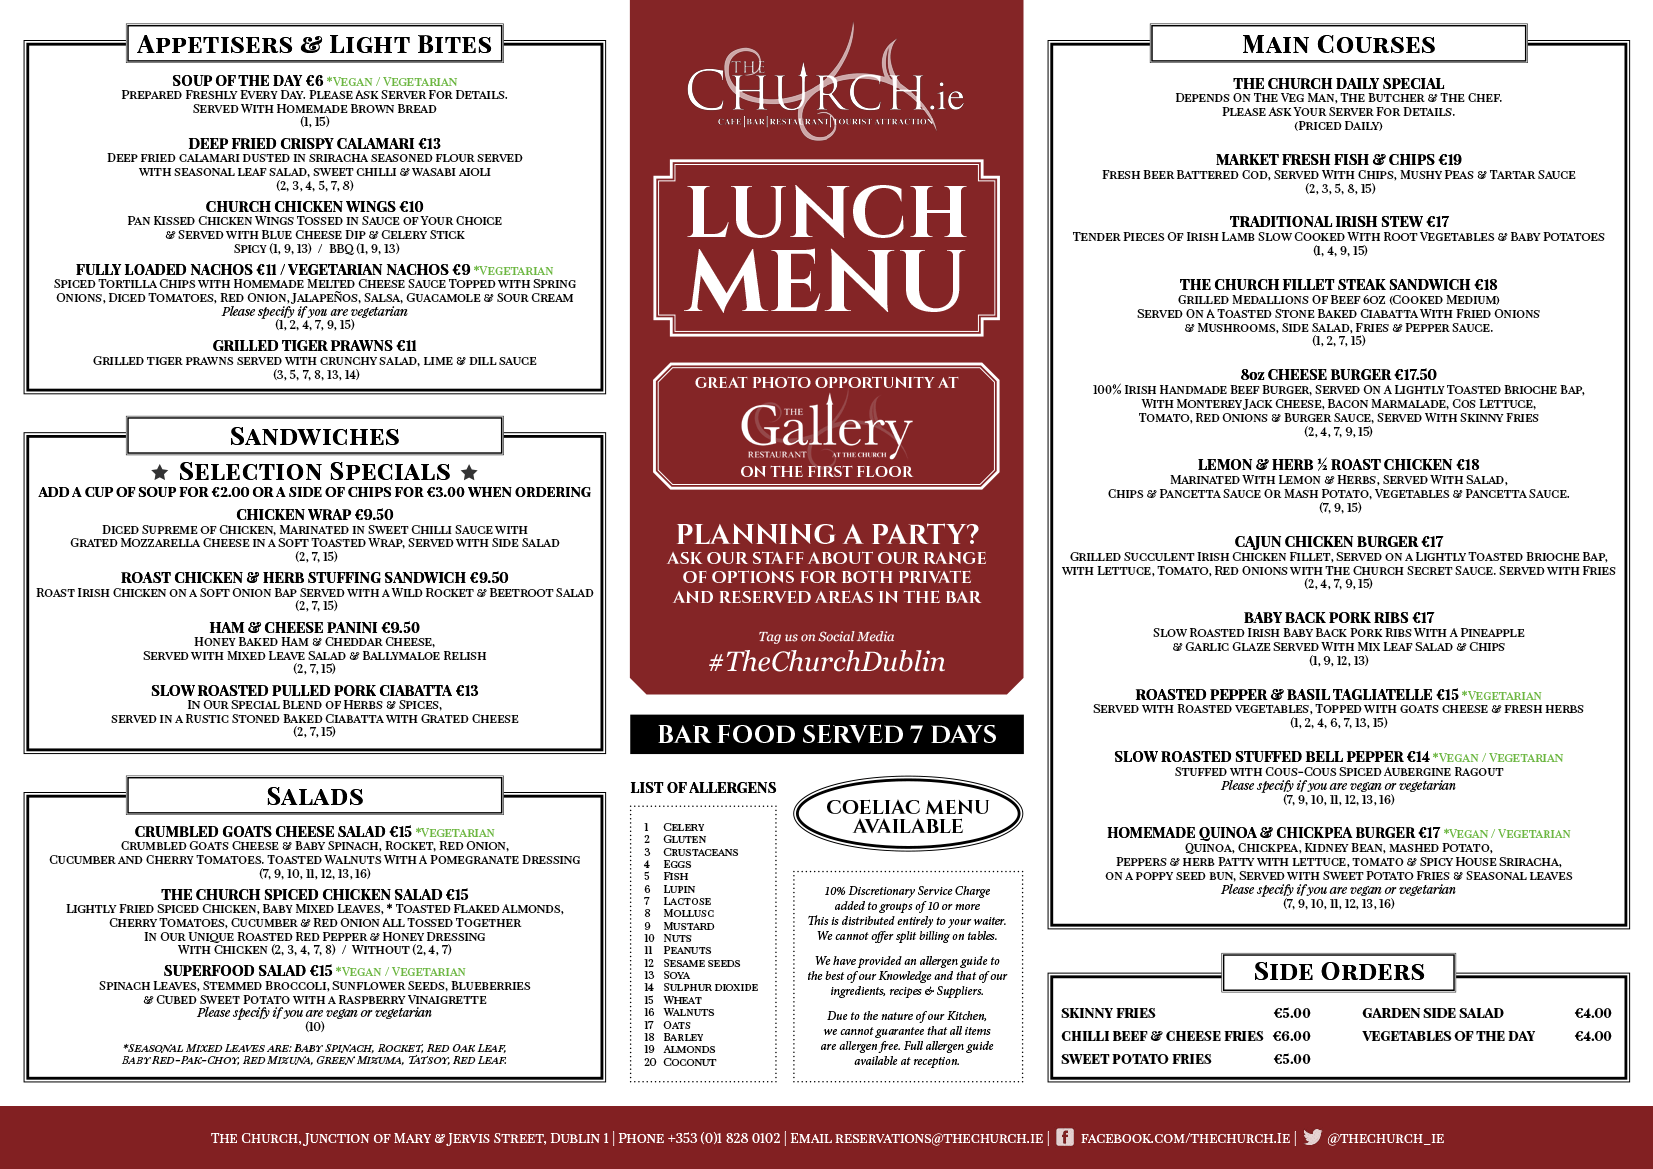 APPETISERS & LIGHT BITES
SOUP OF THE DAY €6 *VEGAN / VEGETARIAN
PREPARED FRESHLY EVERY DAY. PLEASE ASK SERVER FOR DETAILS.
SERVED WITH HOMEMADE BROWN BREAD
(1, 15)
DEEP FRIED CRISPY CALAMARI €13
DEEP FRIED CALAMARI DUSTED IN SRIRACHA SEASONED FLOUR SERVED
WITH SEASONAL LEAF SALAD, SWEET CHILLI & WASABI AIOLI
(2, 3, 4, 5, 7, 8)
CHURCH CHICKEN WINGS €10
PAN KISSED CHICKEN WINGS TOSSED IN SAUCE OF YOUR CHOICE
& SERVED WITH BLUE CHEESE DIP & CELERY STICK
SPICY (1, 9, 13) / BBQ (1, 9, 13)
FULLY LOADED NACHOS €11 / VEGETARIAN NACHOS €9 *VEGETARIAN
SPICED TORTILLA CHIPS WITH HOMEMADE MELTED CHEESE SAUCE TOPPED WITH SPRING
ONIONS, DICED TOMATOES, RED ONION, JALAPEÑOS, SALSA, GUACAMOLE & SOUR CREAM
Please specify if you are vegetarian
(1, 2, 4, 7, 9, 15)
GRILLED TIGER PRAWNS €11
GRILLED TIGER PRAWNS SERVED WITH CRUNCHY SALAD, LIME & DILL SAUCE
(3, 5, 7, 8, 13, 14)
SANDWICHES
SELECTION SPECIALS
ADD A CUP OF SOUP FOR €2.00 OR A SIDE OF CHIPS FOR €3.00 WHEN ORDERING
CHICKEN WRAP €9.50
DICED SUPREME OF CHICKEN, MARINATED IN SWEET CHILLI SAUCE WITH
GRATED MOZZARELLA CHEESE IN A SOFT TOASTED WRAP, SERVED WITH SIDE SALAD
(2, 7, 15)
ROAST CHICKEN & HERB STUFFING SANDWICH €9.50
ROAST IRISH CHICKEN ON A SOFT ONION BAP SERVED WITH A WILD ROCKET & BEETROOT SALAD
(2, 7, 15)
HAM & CHEESE PANINI €9.50
HONEY BAKED HAM & CHEDDAR CHEESE,
SERVED WITH MIXED LEAVE SALAD & BALLYMALOE RELISH
(2, 7, 15)
SLOW ROASTED PULLED PORK CIABATTA €13
IN OUR SPECIAL BLEND OF HERBS & SPICES,
SERVED IN A RUSTIC STONED BAKED CIABATTA WITH GRATED CHEESE
(2, 7, 15)
SALADS
CRUMBLED GOATS CHEESE SALAD €15 *VEGETARIAN
CRUMBLED GOATS CHEESE & BABY SPINACH, ROCKET, RED ONION,
CUCUMBER AND CHERRY TOMATOES. TOASTED WALNUTS WITH A POMEGRANATE DRESSING
(7, 9, 10, 11, 12, 13, 16)
THE CHURCH SPICED CHICKEN SALAD €15
LIGHTLY FRIED SPICED CHICKEN, BABY MIXED LEAVES, * TOASTED FLAKED ALMONDS,
CHERRY TOMATOES, CUCUMBER & RED ONION ALL TOSSED TOGETHER
IN OUR UNIQUE ROASTED RED PEPPER & HONEY DRESSING
WITH CHICKEN (2, 3, 4, 7, 8) / WITHOUT (2, 4, 7)
SUPERFOOD SALAD €15 *VEGAN / VEGETARIAN
SPINACH LEAVES, STEMMED BROCCOLI, SUNFLOWER SEEDS, BLUEBERRIES
& CUBED SWEET POTATO WITH A RASPBERRY VINAIGRETTE
Please specify if you are vegan or vegetarian
(10)
*SEASONAL MIXED LEAVES ARE: BABY SPINACH, ROCKET, RED OAK LEAF,
BABY RED-PAK-CHOY, RED MIZUNA, GREEN MIZUMA, TATSOY, RED LEAF.
THE
CHURCH.ie
CAFE | BAR | RESTAURANT | TOURIST ATTRACTION
LUNCH
MENU
GREAT PHOTO OPPORTUNITY AT
THE
Gallery
RESTAURANT AT THE CHURCH
ON THE FIRST FLOOR
PLANNING A PARTY?
ASK OUR STAFF ABOUT OUR RANGE
OF OPTIONS FOR BOTH PRIVATE
AND RESERVED AREAS IN THE BAR
Tag us on Social Media
#TheChurchDublin
BAR FOOD SERVED 7 DAYS
LIST OF ALLERGENS
1 CELERY
2 GLUTEN
3 CRUSTACEANS
4 EGGS
5 FISH
6 LUPIN
7 LACTOSE
8 MOLLUSC
9 MUSTARD
10 NUTS
11 PEANUTS
12 SESAME SEEDS
13 SOYA
14 SULPHUR DIOXIDE
15 WHEAT
16 WALNUTS
17 OATS
18 BARLEY
19 ALMONDS
20 COCONUT
COELIAC MENU
AVAILABLE
10% Discretionary Service Charge
added to groups of 10 or more
This is distributed entirely to your waiter.
We cannot offer split billing on tables.
We have provided an allergen guide to
the best of our Knowledge and that of our
ingredients, recipes & Suppliers.
Due to the nature of our Kitchen,
we cannot guarantee that all items
are allergen free. Full allergen guide
available at reception.
MAIN COURSES
THE CHURCH DAILY SPECIAL
DEPENDS ON THE VEG MAN, THE BUTCHER & THE CHEF.
PLEASE ASK YOUR SERVER FOR DETAILS.
(PRICED DAILY)
MARKET FRESH FISH & CHIPS €19
FRESH BEER BATTERED COD, SERVED WITH CHIPS, MUSHY PEAS & TARTAR SAUCE
(2, 3, 5, 8, 15)
TRADITIONAL IRISH STEW €17
TENDER PIECES OF IRISH LAMB SLOW COOKED WITH ROOT VEGETABLES & BABY POTATOES
(1, 4, 9, 15)
THE CHURCH FILLET STEAK SANDWICH €18
GRILLED MEDALLIONS OF BEEF 6OZ (COOKED MEDIUM)
SERVED ON A TOASTED STONE BAKED CIABATTA WITH FRIED ONIONS
& MUSHROOMS, SIDE SALAD, FRIES & PEPPER SAUCE.
(1, 2, 7, 15)
8oz CHEESE BURGER €17.50
100% IRISH HANDMADE BEEF BURGER, SERVED ON A LIGHTLY TOASTED BRIOCHE BAP,
WITH MONTEREY JACK CHEESE, BACON MARMALADE, COS LETTUCE,
TOMATO, RED ONIONS & BURGER SAUCE, SERVED WITH SKINNY FRIES
(2, 4, 7, 9, 15)
LEMON & HERB ½ ROAST CHICKEN €18
MARINATED WITH LEMON & HERBS, SERVED WITH SALAD,
CHIPS & PANCETTA SAUCE OR MASH POTATO, VEGETABLES & PANCETTA SAUCE.
(7, 9, 15)
CAJUN CHICKEN BURGER €17
GRILLED SUCCULENT IRISH CHICKEN FILLET, SERVED ON A LIGHTLY TOASTED BRIOCHE BAP,
WITH LETTUCE, TOMATO, RED ONIONS WITH THE CHURCH SECRET SAUCE. SERVED WITH FRIES
(2, 4, 7, 9, 15)
BABY BACK PORK RIBS €17
SLOW ROASTED IRISH BABY BACK PORK RIBS WITH A PINEAPPLE
& GARLIC GLAZE SERVED WITH MIX LEAF SALAD & CHIPS
(1, 9, 12, 13)
ROASTED PEPPER & BASIL TAGLIATELLE €15 *VEGETARIAN
SERVED WITH ROASTED VEGETABLES, TOPPED WITH GOATS CHEESE & FRESH HERBS
(1, 2, 4, 6, 7, 13, 15)
SLOW ROASTED STUFFED BELL PEPPER €14 *VEGAN / VEGETARIAN
STUFFED WITH COUS-COUS SPICED AUBERGINE RAGOUT
Please specify if you are vegan or vegetarian
(7, 9, 10, 11, 12, 13, 16)
HOMEMADE QUINOA & CHICKPEA BURGER €17 *VEGAN / VEGETARIAN
QUINOA, CHICKPEA, KIDNEY BEAN, MASHED POTATO,
PEPPERS & HERB PATTY WITH LETTUCE, TOMATO & SPICY HOUSE SRIRACHA,
ON A POPPY SEED BUN, SERVED WITH SWEET POTATO FRIES & SEASONAL LEAVES
Please specify if you are vegan or vegetarian
(7, 9, 10, 11, 12, 13, 16)
SIDE ORDERS
SKINNY FRIES €5.00
CHILLI BEEF & CHEESE FRIES €6.00
SWEET POTATO FRIES €5.00
GARDEN SIDE SALAD €4.00
VEGETABLES OF THE DAY €4.00
THE CHURCH, JUNCTION OF MARY & JERVIS STREET, DUBLIN 1 | PHONE +353 (0)1 828 0102 | EMAIL RESERVATIONS@THECHURCH.IE | FACEBOOK.COM/THECHURCH.IE | @THECHURCH_IE